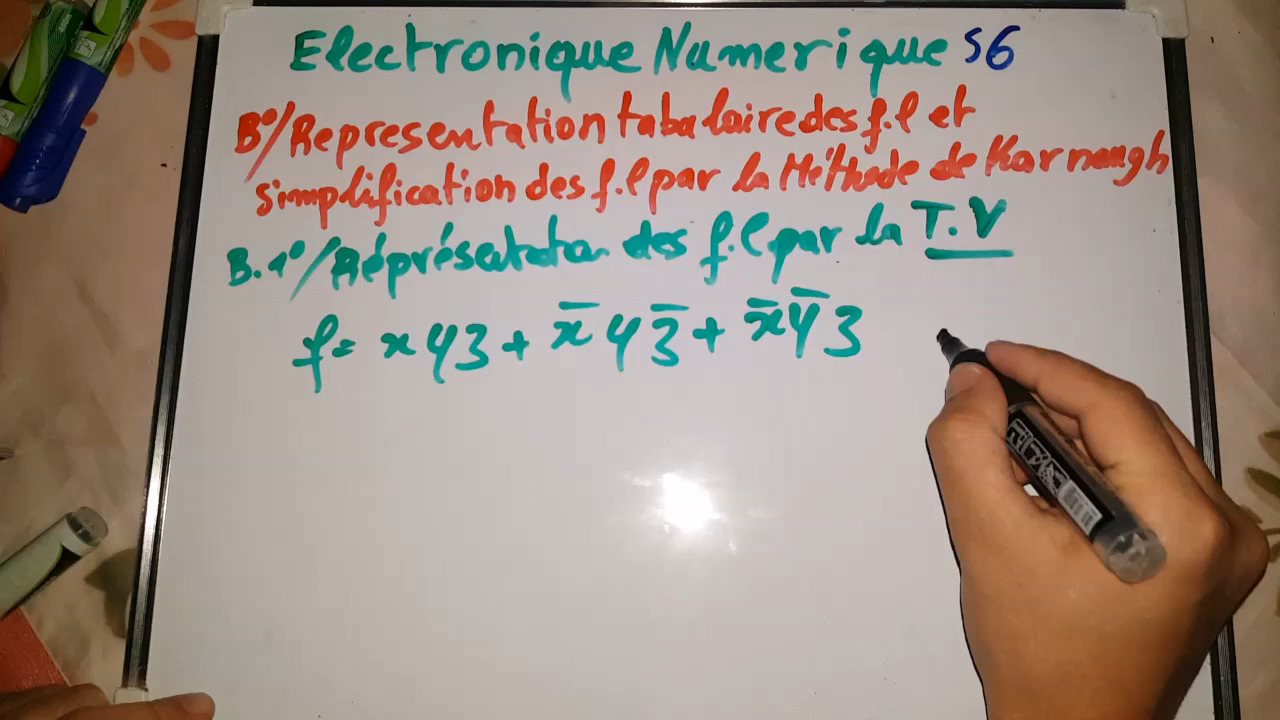 Electronique Numerique S6
B°/Representation tabulaire des f.l et
simplification des f.l par la Méthode de Karnaugh
B.1°/Réprésentation des f.l par la T.V
f= xyz + x̄yz̄ + x̄ȳz